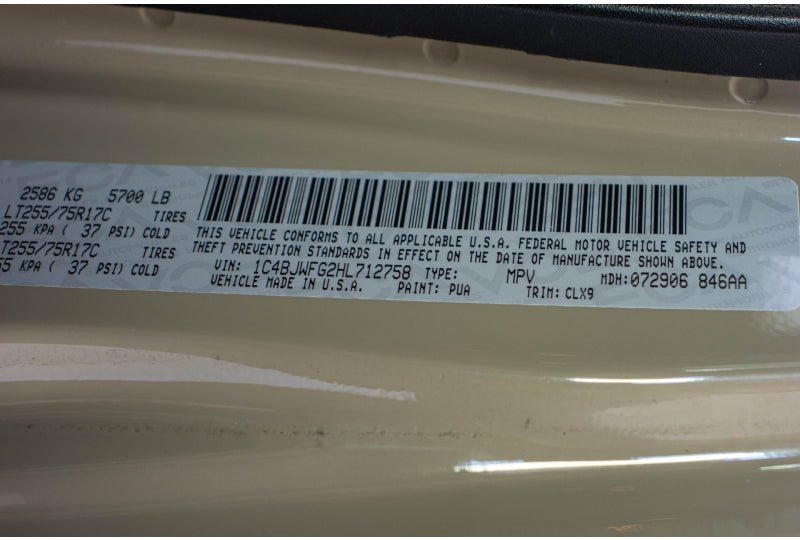 2586 KG 5700 LB
LT255/75R17C TIRES
255 KPA ( 37 PSI) COLD
T255/75R17C TIRES
55 KPA ( 37 PSI) COLD
THIS VEHICLE CONFORMS TO ALL APPLICABLE U.S.A. FEDERAL MOTOR VEHICLE SAFETY AND
THEFT PREVENTION STANDARDS IN EFFECT ON THE DATE OF MANUFACTURE SHOWN ABOVE.
VIN: 1C4BJWFG2HL712758 TYPE: MPV MDH:072906 846AA
VEHICLE MADE IN U.S.A. PAINT: PUA TRIM: CLX9